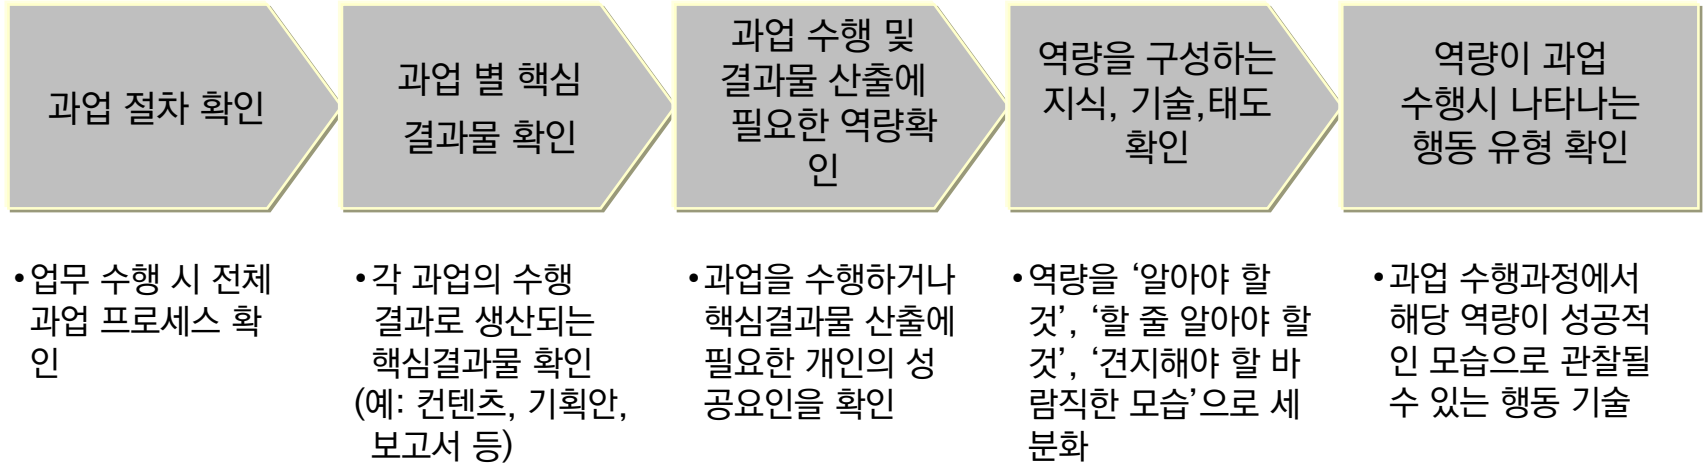 과업 절차 확인
과업 별 핵심
결과물 확인
과업 수행 및
결과물 산출에
필요한 역량확
인
역량을 구성하는
지식, 기술,태도
확인
역량이 과업
수행시 나타나는
행동 유형 확인
•업무 수행 시 전체
과업 프로세스 확
인
•각 과업의 수행
결과로 생산되는
핵심결과물 확인
(예: 컨텐츠, 기획안,
보고서 등)
•과업을 수행하거나
핵심결과물 산출에
필요한 개인의 성
공요인을 확인
•역량을 ‘알아야 할
것’, ‘할 줄 알아야 할
것’, ‘견지해야 할 바
람직한 모습’으로 세
분화
•과업 수행과정에서
해당 역량이 성공적
인 모습으로 관찰될
수 있는 행동 기술